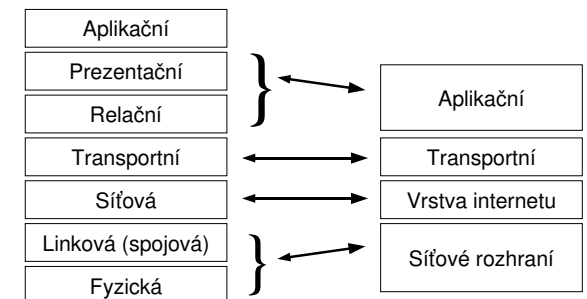 Aplikační
Prezentační
Relační
Transportní
Síťová
Linková (spojová)
Fyzická
Aplikační
Transportní
Vrstva internetu
Síťové rozhraní